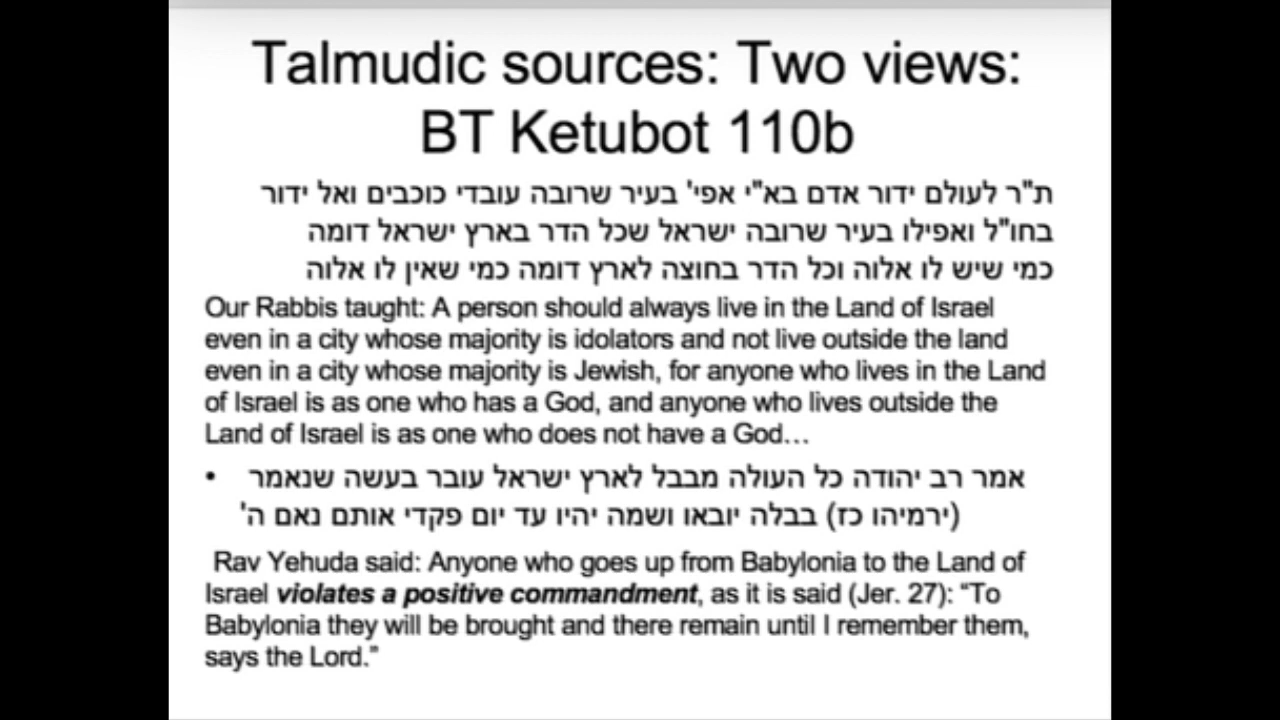 Talmudic sources: Two views:
BT Ketubot 110b
ת"ר לעולם ידור אדם בא"י אפי' בעיר שרובה עובדי כוכבים ואל ידור
בחו"ל ואפילו בעיר שרובה ישראל שכל הדר בארץ ישראל דומה
כמי שיש לו אלוה וכל הדר בחוצה לארץ דומה כמי שאין לו אלוה
Our Rabbis taught: A person should always live in the Land of Israel
even in a city whose majority is idolators and not live outside the land
even in a city whose majority is Jewish, for anyone who lives in the Land
of Israel is as one who has a God, and anyone who lives outside the
Land of Israel is as one who does not have a God…
• אמר רב יהודה כל העולה מבבל לארץ ישראל עובר בעשה שנאמר
(ירמיהו כז) בבלה יובאו ושמה יהיו עד יום פקדי אותם נאם ה'
Rav Yehuda said: Anyone who goes up from Babylonia to the Land of
Israel violates a positive commandment, as it is said (Jer. 27): “To
Babylonia they will be brought and there remain until I remember them,
says the Lord.”